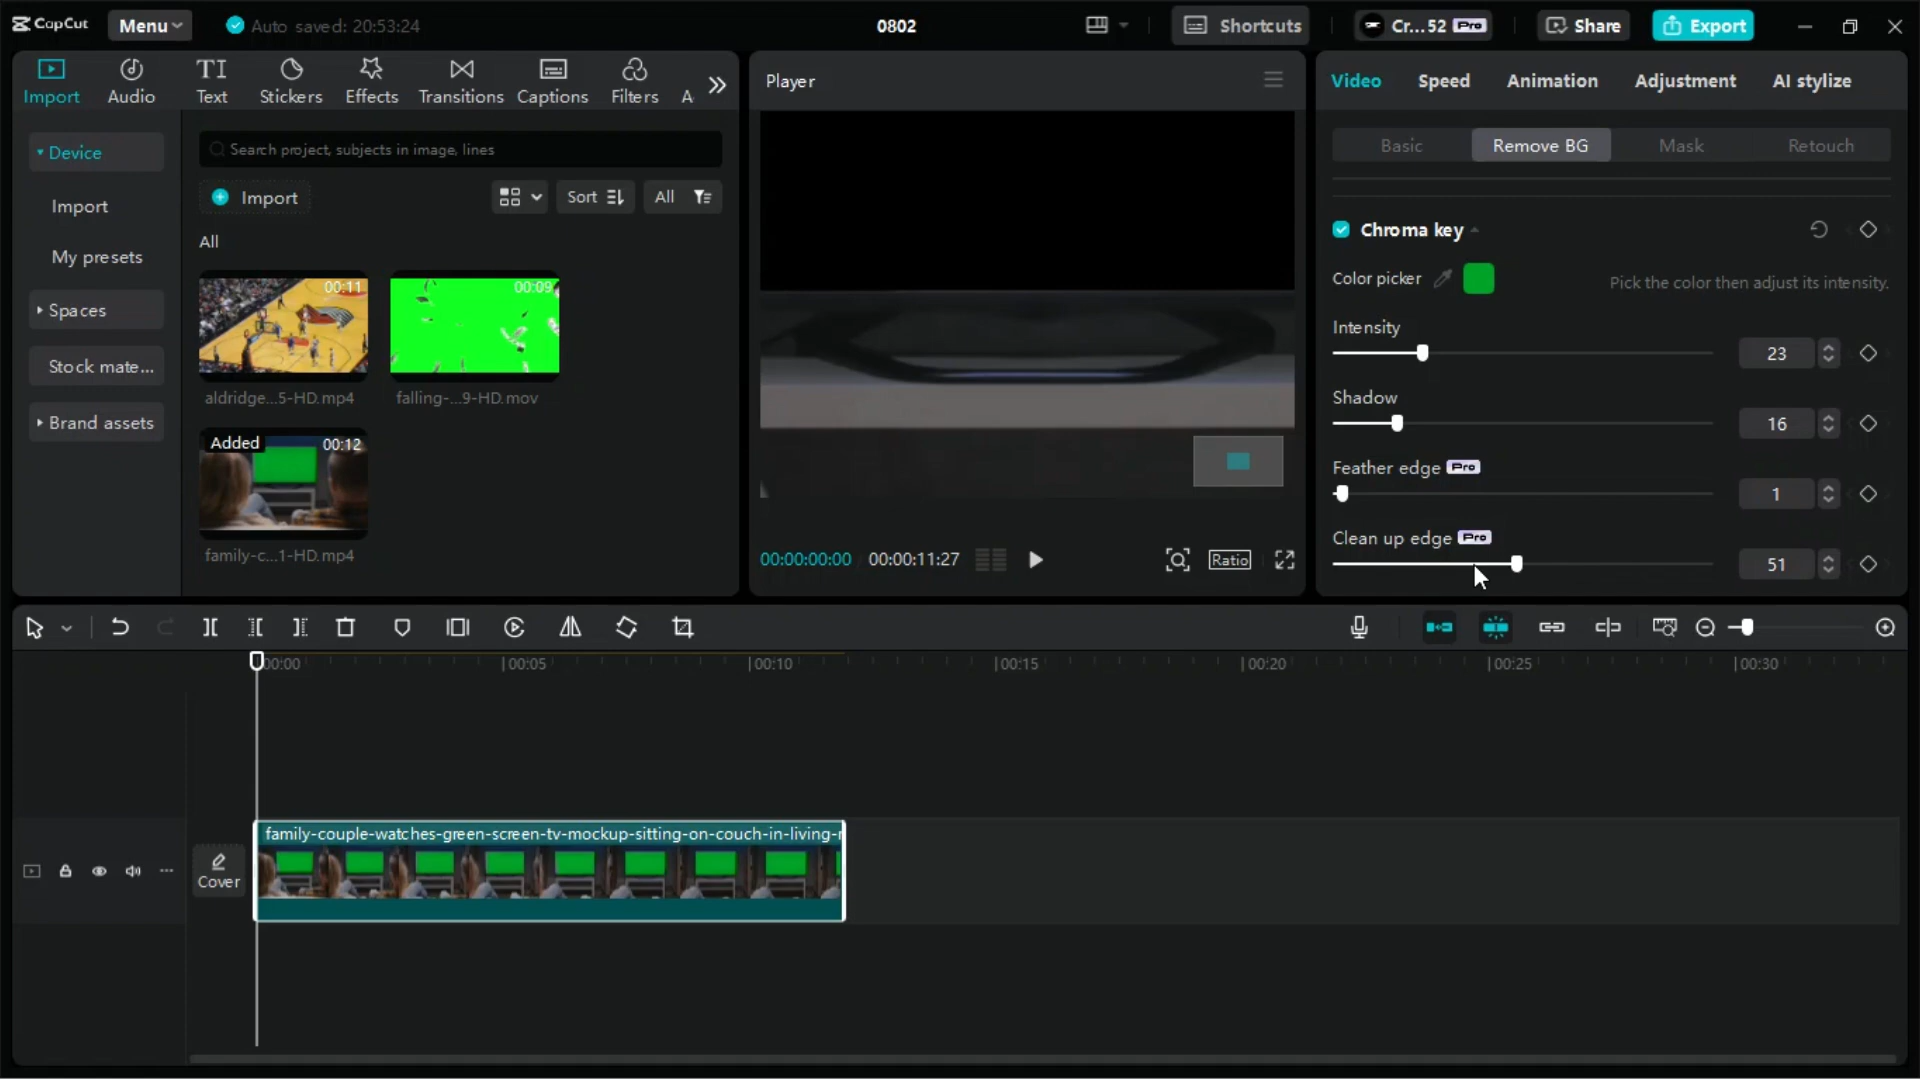 CapCut
Menu
Auto saved: 20:53:24
0802
Shortcuts
Cr...52 Pro
Share
Export
Import
Audio
TI
Text
Stickers
Effects
Transitions
Captions
Filters
A
Device
Import
My presets
Spaces
Stock mate...
Brand assets
Search project, subjects in image, lines
Import
Sort
All
All
00:11
aldridge...5-HD.mp4
00:09
falling-...9-HD.mov
Added
00:12
family-c...1-HD.mp4
Player
00:00:00:00
00:00:11:27
Ratio
Video
Speed
Animation
Adjustment
AI stylize
Basic
Remove BG
Mask
Retouch
Chroma key
Color picker
Pick the color then adjust its intensity.
Intensity
23
Shadow
16
Feather edge Pro
1
Clean up edge Pro
51
00:00
00:05
00:10
00:15
00:20
00:25
00:30
Cover
family-couple-watches-green-screen-tv-mockup-sitting-on-couch-in-living-r